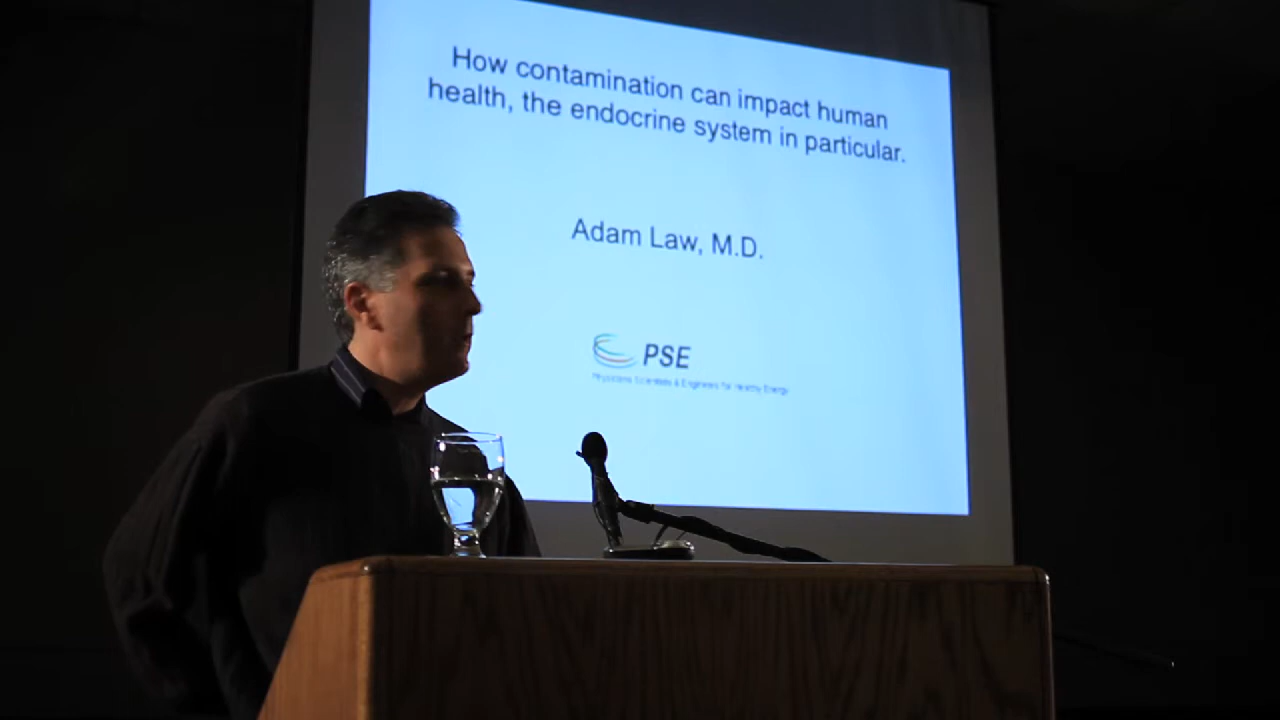 How contamination can impact human
health, the endocrine system in particular.
Adam Law, M.D.
PSE
Physicians Scientists & Engineers for Healthy Energy